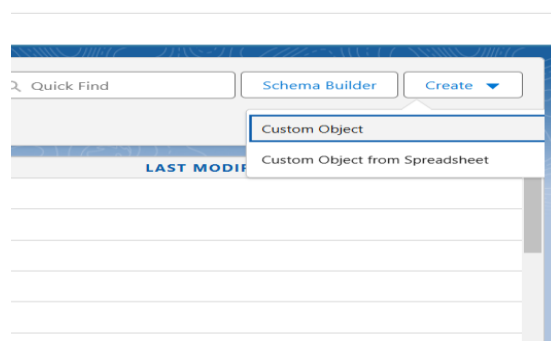 Quick Find
Schema Builder
Create
Custom Object
Custom Object from Spreadsheet
LAST MODIF